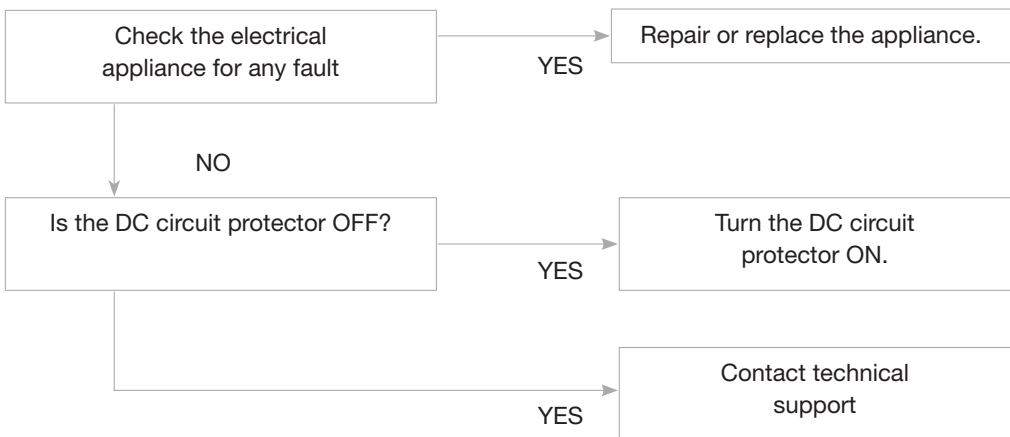 Check the electrical
appliance for any fault
YES
Repair or replace the appliance.
NO
Is the DC circuit protector OFF?
YES
Turn the DC circuit
protector ON.
YES
Contact technical
support